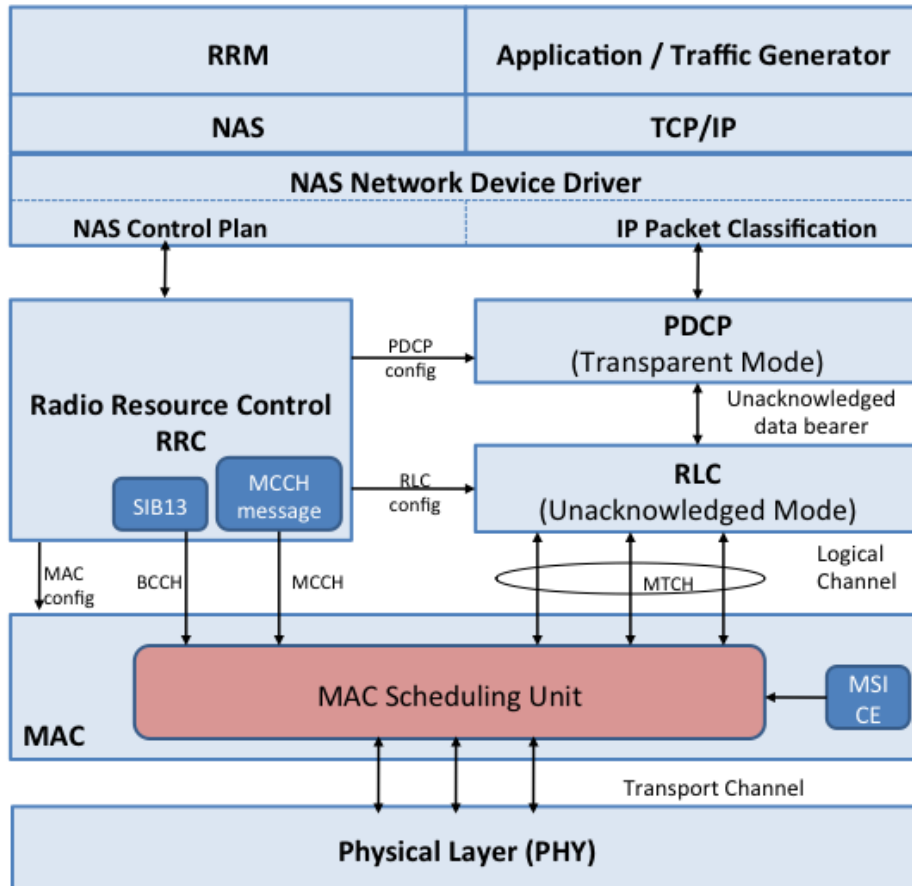 RRM
Application / Traffic Generator
NAS
TCP/IP
NAS Network Device Driver
NAS Control Plan
IP Packet Classification
PDCP
(Transparent Mode)
PDCP
config
Radio Resource Control
RRC
Unacknowledged
data bearer
SIB13
MCCH
message
RLC
config
RLC
(Unacknowledged Mode)
MAC
config
BCCH
MCCH
MTCH
Logical
Channel
MAC Scheduling Unit
MSI
CE
MAC
Transport Channel
Physical Layer (PHY)